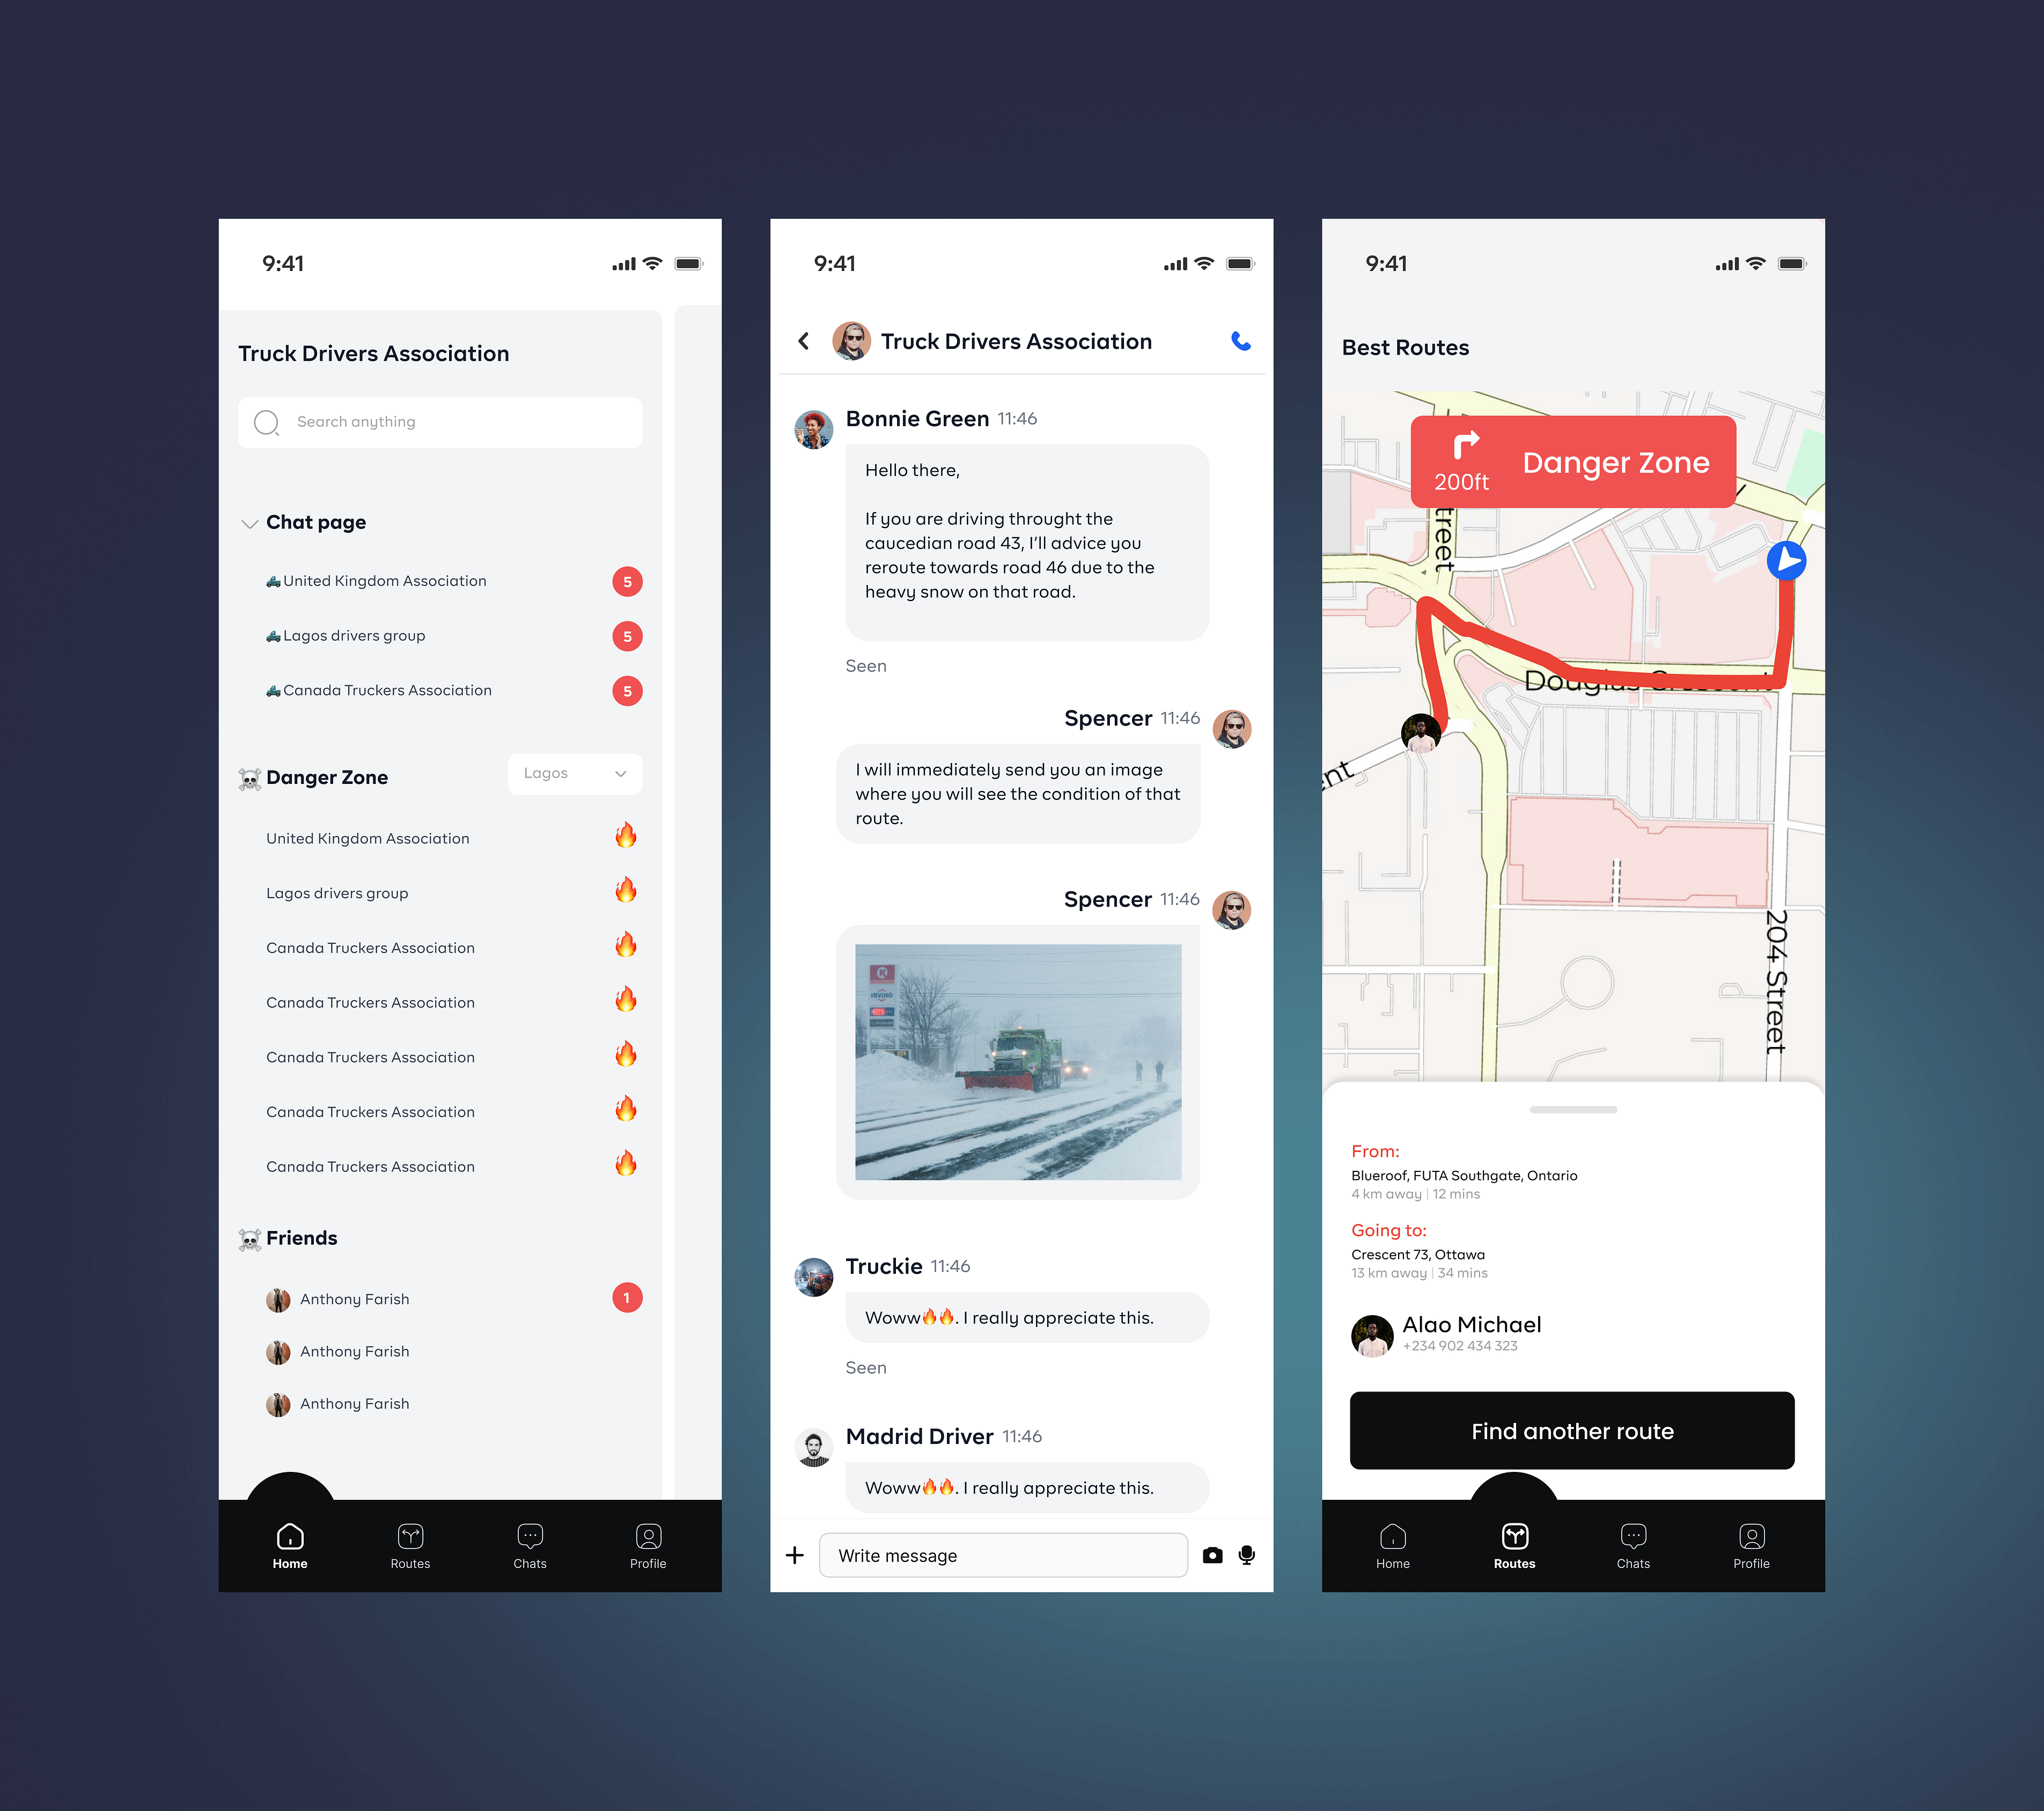 9:41
Truck Drivers Association
Search anything
Chat page
United Kingdom Association
5
Lagos drivers group
5
Canada Truckers Association
5
Danger Zone
Lagos
United Kingdom Association
Lagos drivers group
Canada Truckers Association
Canada Truckers Association
Canada Truckers Association
Canada Truckers Association
Canada Truckers Association
Friends
Anthony Farish
1
Anthony Farish
Anthony Farish
Home
Routes
Chats
Profile
9:41
Truck Drivers Association
Bonnie Green 11:46
Hello there,
If you are driving throught the
caucedian road 43, I'll advice you
reroute towards road 46 due to the
heavy snow on that road.
Seen
Spencer 11:46
I will immediately send you an image
where you will see the condition of that
route.
Spencer 11:46
K
IRVING
Truckie 11:46
Woww🔥🔥. I really appreciate this.
Seen
Madrid Driver 11:46
Woww🔥🔥. I really appreciate this.
Write message
9:41
Best Routes
200ft
Danger Zone
treet
Douglas Crescent
ent
204 Street
From:
Blueroof, FUTA Southgate, Ontario
4 km away | 12 mins
Going to:
Crescent 73, Ottawa
13 km away | 34 mins
Alao Michael
+234 902 434 323
Find another route
Home
Routes
Chats
Profile